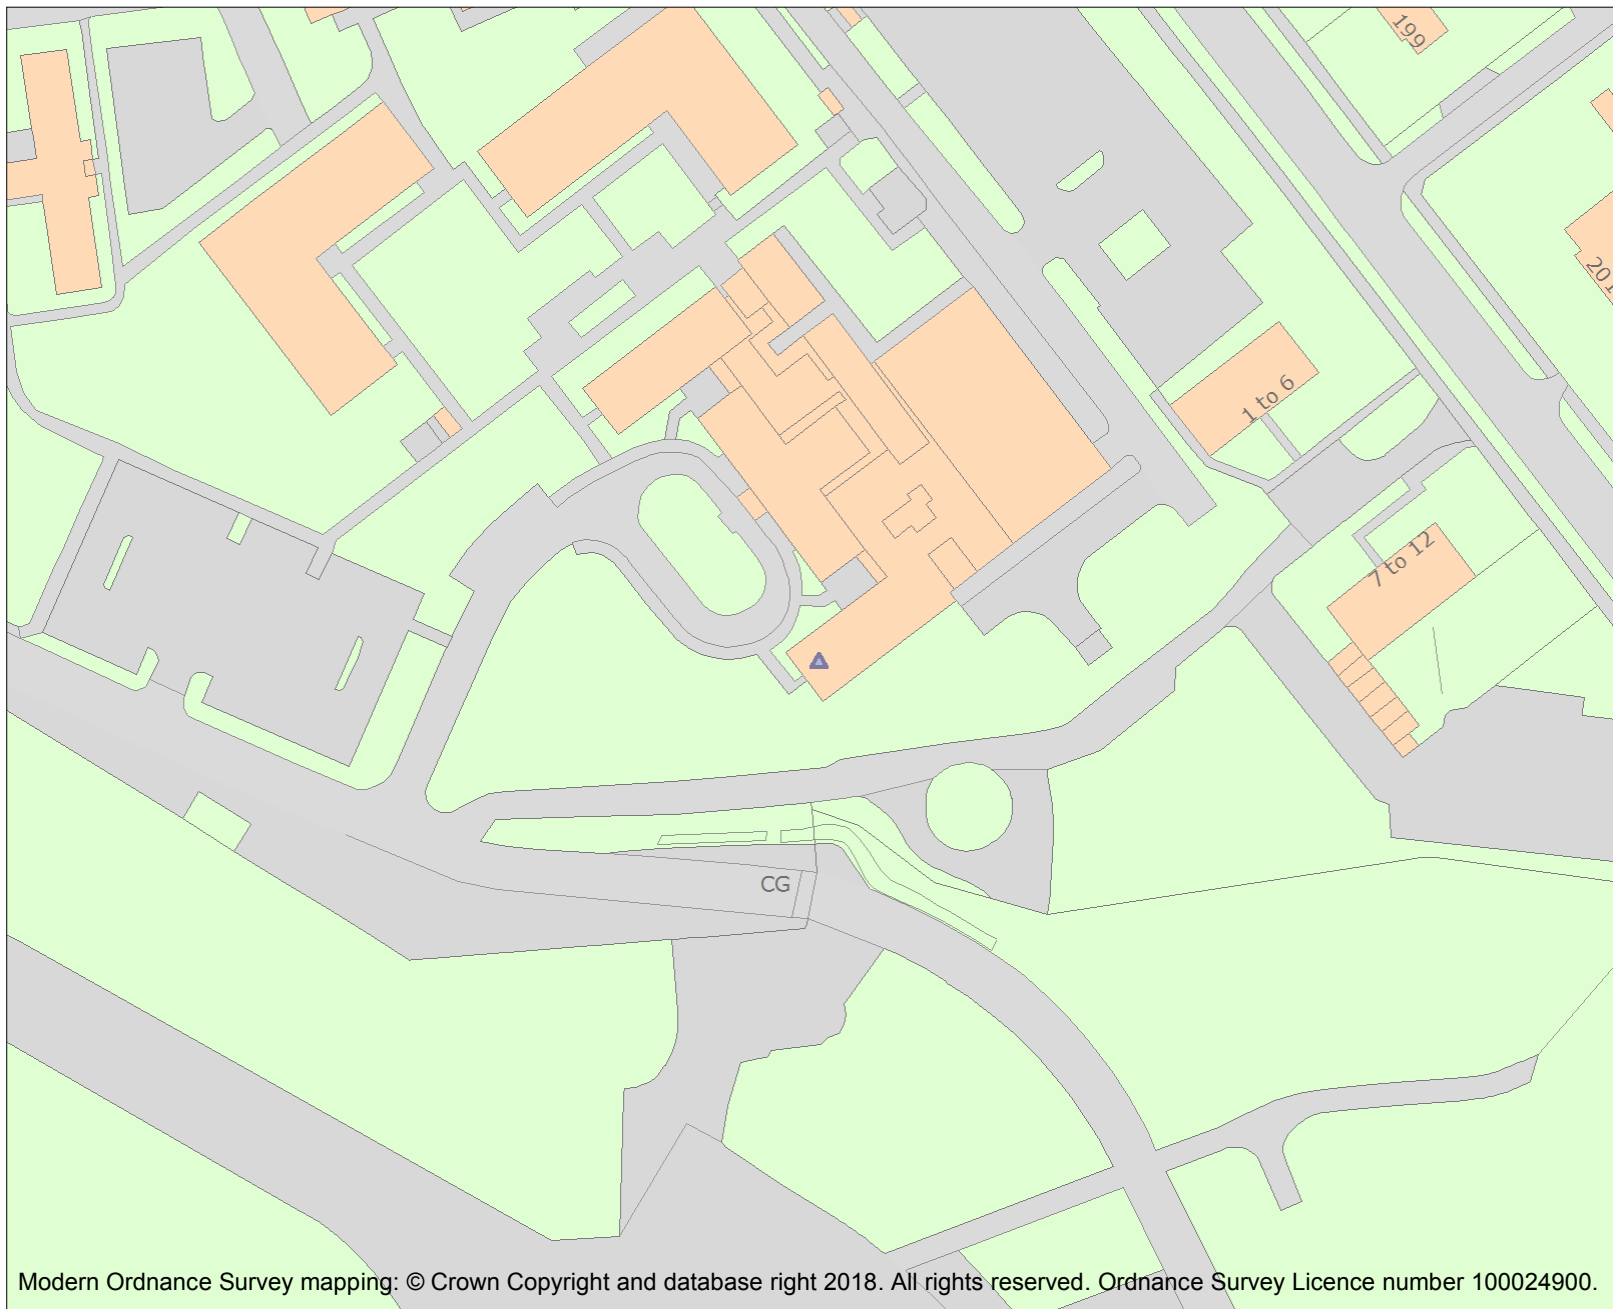 199
201
1 to 6
7 to 12
CG
Modern Ordnance Survey mapping: © Crown Copyright and database right 2018. All rights reserved. Ordnance Survey Licence number 100024900.